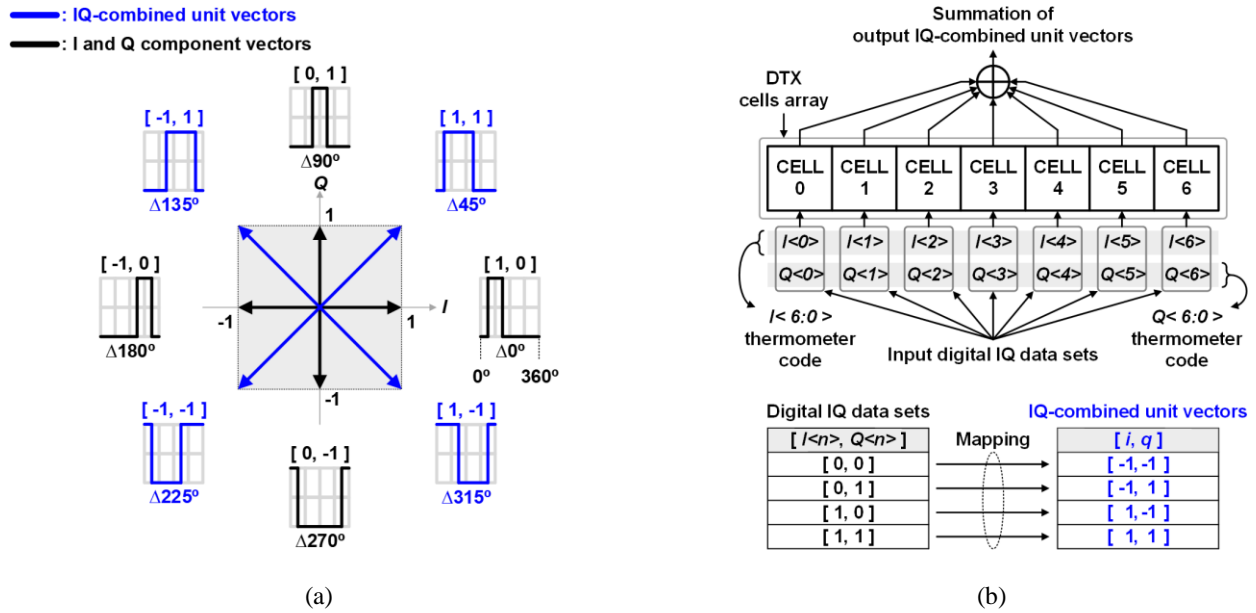 : IQ-combined unit vectors
: I and Q component vectors
[ 0, 1 ]
Δ90º
[ -1, 1 ]
Δ135º
[ 1, 1 ]
Δ45º
Q
1
[ -1, 0 ]
Δ180º
-1
1
I
[ 1, 0 ]
Δ0º
0º
360º
-1
[ -1, -1 ]
Δ225º
[ 0, -1 ]
Δ270º
[ 1, -1 ]
Δ315º
(a)
Summation of
output IQ-combined unit vectors
DTX
cells array
CELL 0
CELL 1
CELL 2
CELL 3
CELL 4
CELL 5
CELL 6
I<0> I<1> I<2> I<3> I<4> I<5> I<6>
Q<0> Q<1> Q<2> Q<3> Q<4> Q<5> Q<6>
I< 6:0 >
thermometer
code
Input digital IQ data sets
Q< 6:0 >
thermometer
code
Digital IQ data sets
IQ-combined unit vectors
[ I<n>, Q<n> ] Mapping [ i, q ]
[ 0, 0 ] [ -1,-1 ]
[ 0, 1 ] [ -1, 1 ]
[ 1, 0 ] [ 1,-1 ]
[ 1, 1 ] [ 1, 1 ]
(b)